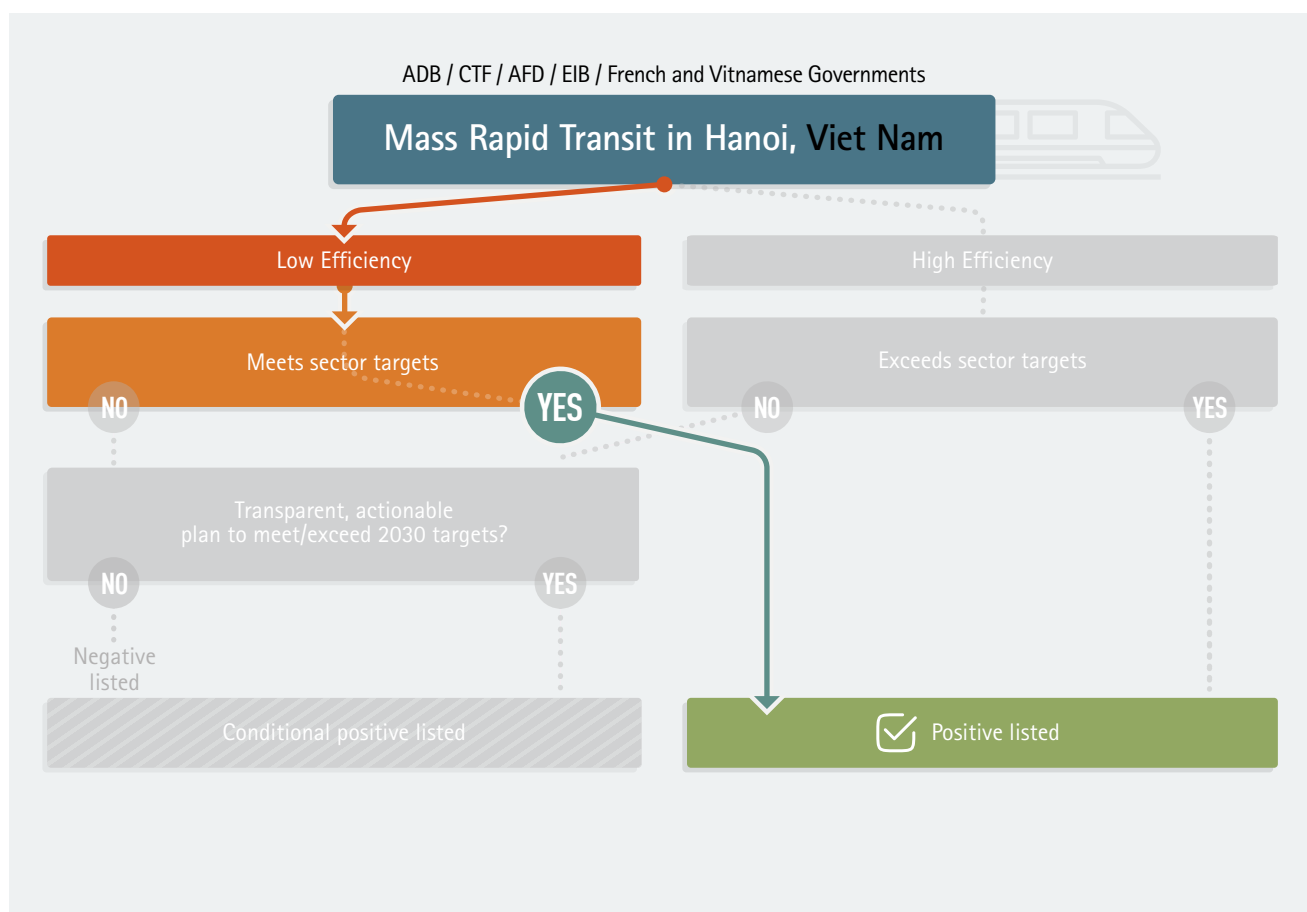 ADB / CTF / AFD / EIB / French and Vitnamese Governments
Mass Rapid Transit in Hanoi, Viet Nam
Low Efficiency
High Efficiency
Meets sector targets
Exceeds sector targets
NO
YES
NO
YES
Transparent, actionable
plan to meet/exceed 2030 targets?
NO
YES
Negative
listed
Conditional positive listed
Positive listed